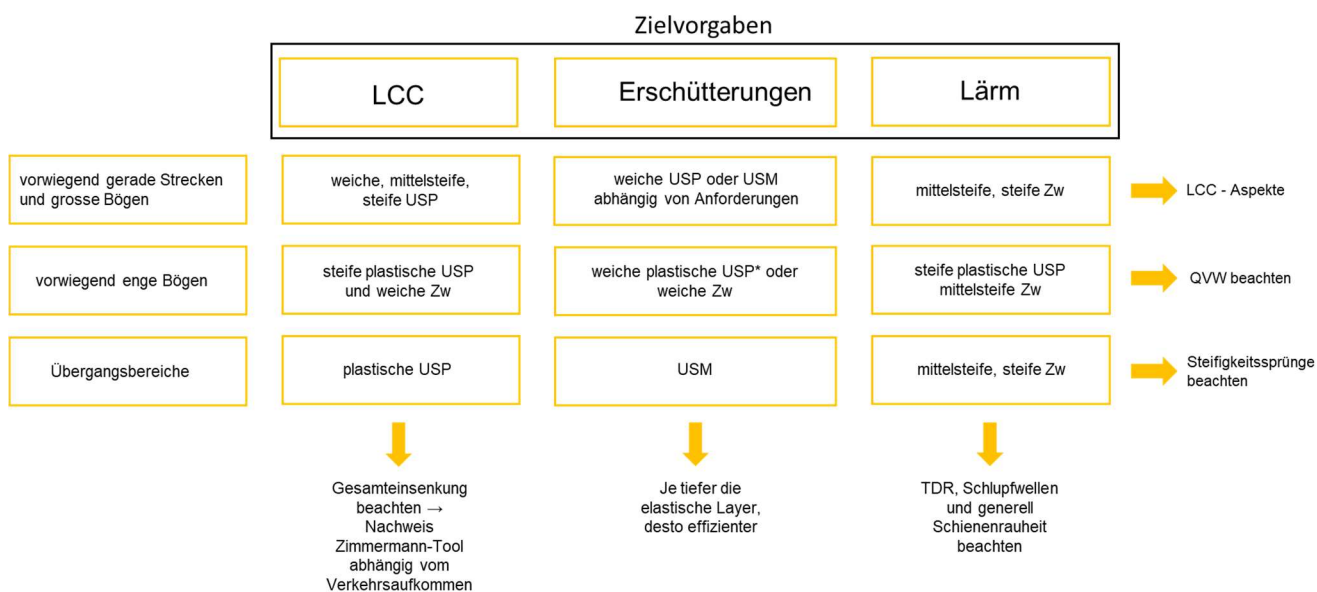 Zielvorgaben
LCC
Erschütterungen
Lärm
vorwiegend gerade Strecken
und grosse Bögen
weiche, mittelsteife,
steife USP
weiche USP oder USM
abhängig von Anforderungen
mittelsteife, steife Zw
LCC - Aspekte
vorwiegend enge Bögen
steife plastische USP
und weiche Zw
weiche plastische USP* oder
weiche Zw
steife plastische USP
mittelsteife Zw
QVW beachten
Übergangsbereiche
plastische USP
USM
mittelsteife, steife Zw
Steifigkeitssprünge
beachten
Gesamteinsenkung
beachten →
Nachweis
Zimmermann-Tool
abhängig vom
Verkehrsaufkommen
Je tiefer die
elastische Layer,
desto effizienter
TDR, Schlupfwellen
und generell
Schienenrauheit
beachten